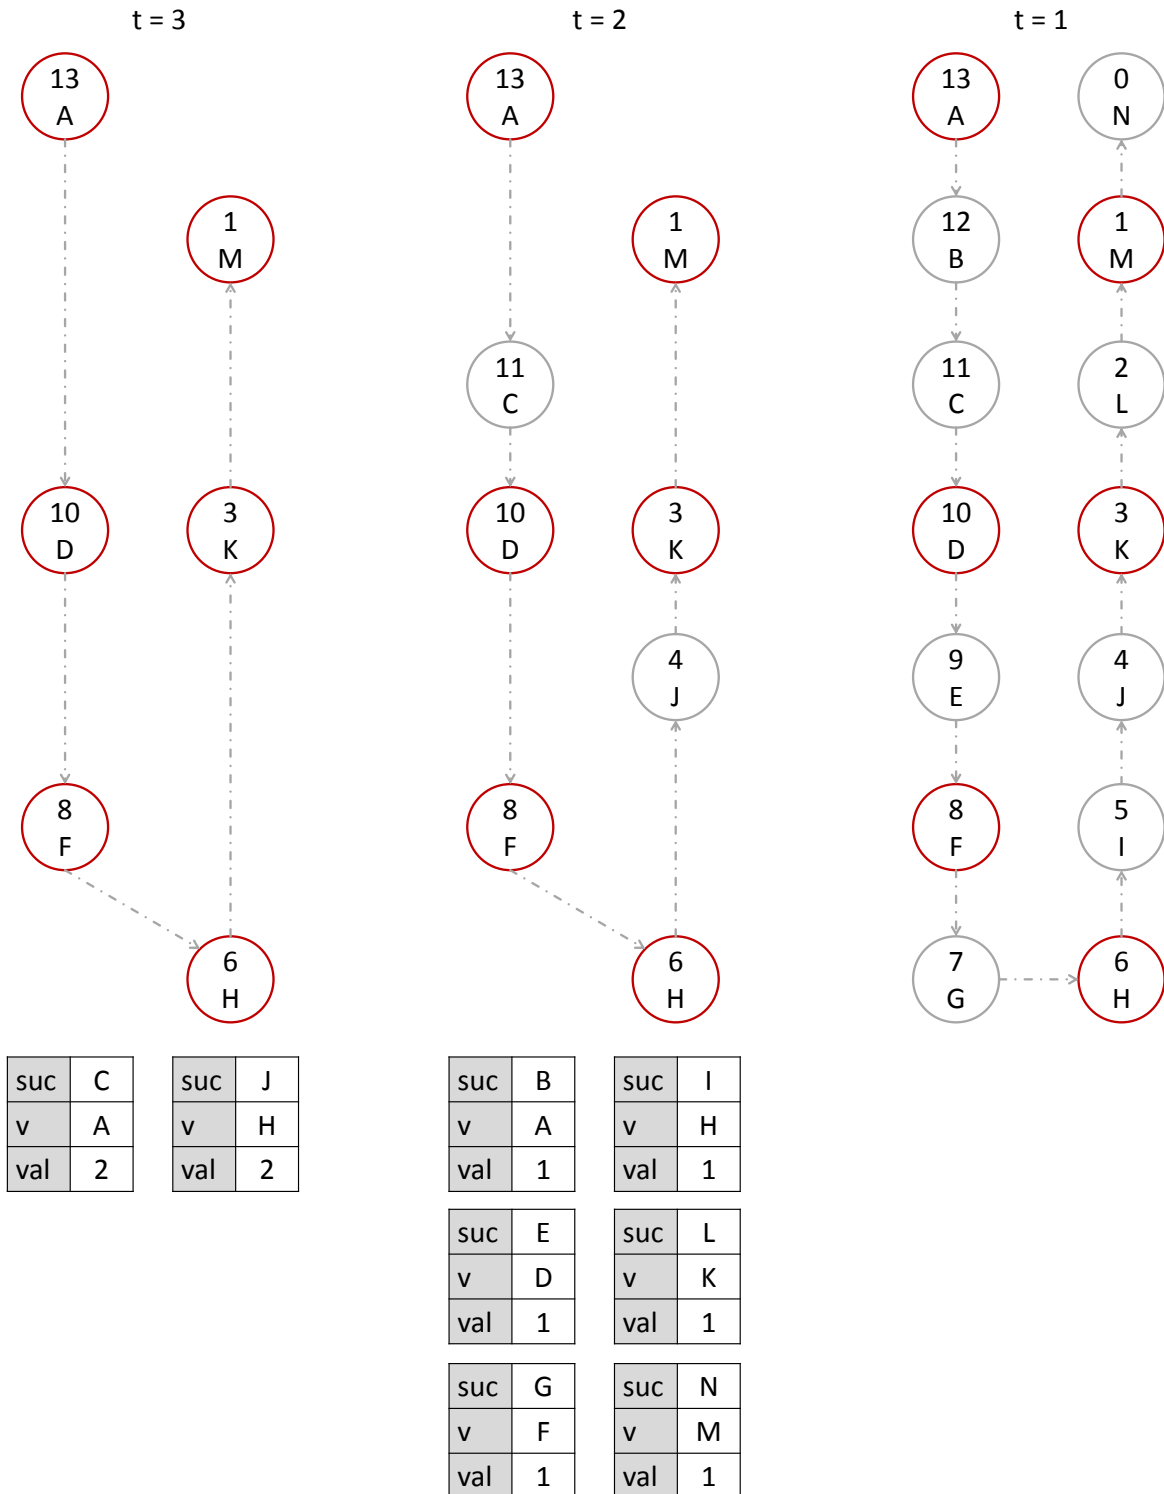 t = 3
13
A
1
M
10
D
3
K
8
F
6
H
suc C
v A
val 2
suc J
v H
val 2
t = 2
13
A
1
M
11
C
10
D
3
K
4
J
8
F
6
H
suc B
v A
val 1
suc I
v H
val 1
suc E
v D
val 1
suc L
v K
val 1
suc G
v F
val 1
suc N
v M
val 1
t = 1
13
A
0
N
12
B
1
M
11
C
2
L
10
D
3
K
9
E
4
J
8
F
5
I
7
G
6
H